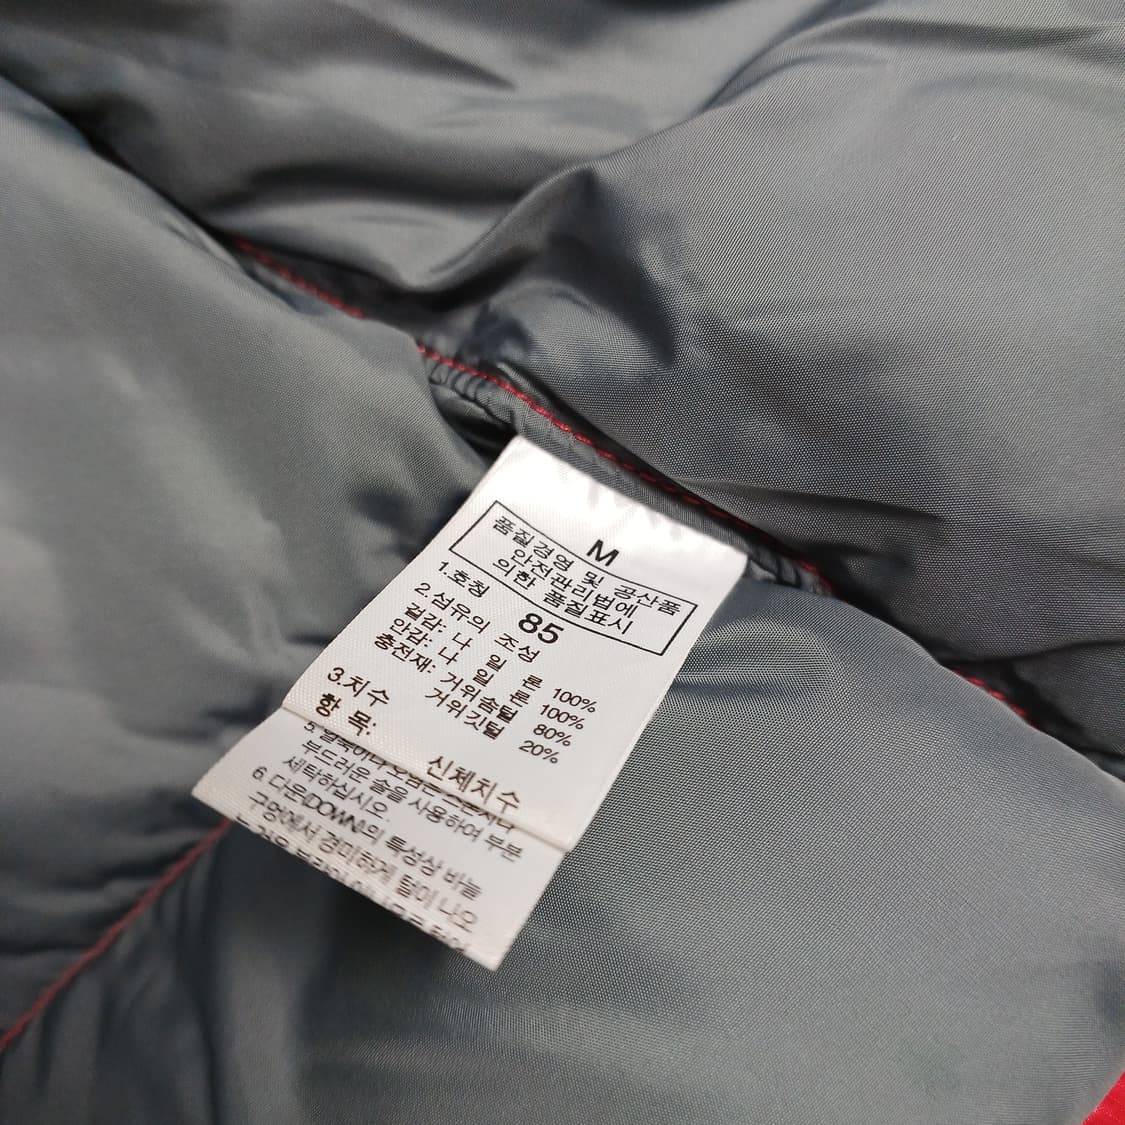 M
품질경영 및 공산품
안전관리법에
의한 품질표시
1.호청 85
2.섬유의 조성
겉감: 나 일 론 100%
안감: 나 일 론 100%
충전재: 거위솜털 80%
거위깃털 20%
3.치수
항 목: 신체치수
부드러운 솔을 사용하여 부분
세탁하십시오.
6.다운(DOWN)의 특성상 바늘
구멍에서 경미하게 털이 나오